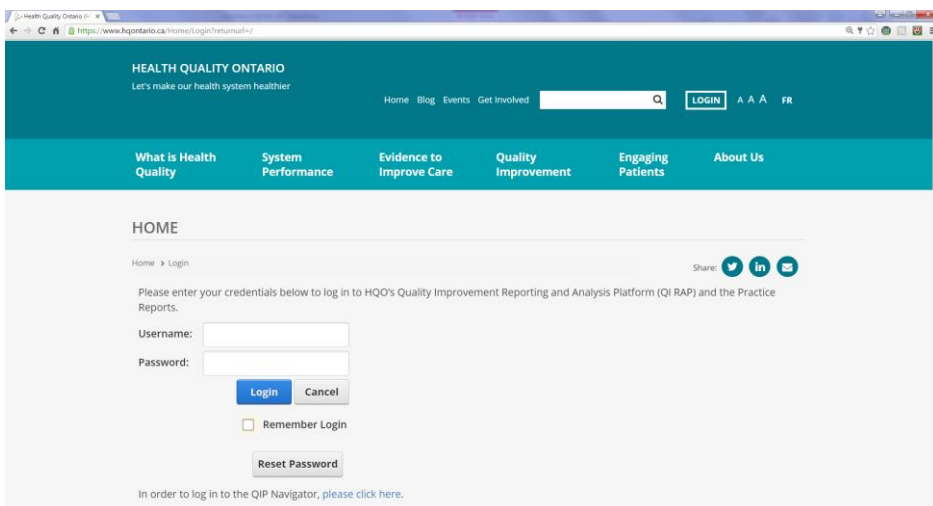 Health Quality Ontario (H
https://www.hqontario.ca/Home/Login?returnurl=/
HEALTH QUALITY ONTARIO
Let's make our health system healthier
Home Blog Events Get Involved LOGIN A A A FR
What is Health Quality
System Performance
Evidence to Improve Care
Quality Improvement
Engaging Patients
About Us
HOME
Home > Login
Share:
Please enter your credentials below to log in to HQO's Quality Improvement Reporting and Analysis Platform (QI RAP) and the Practice
Reports.
Username:
Password:
Login Cancel
Remember Login
Reset Password
In order to log in to the QIP Navigator, please click here.